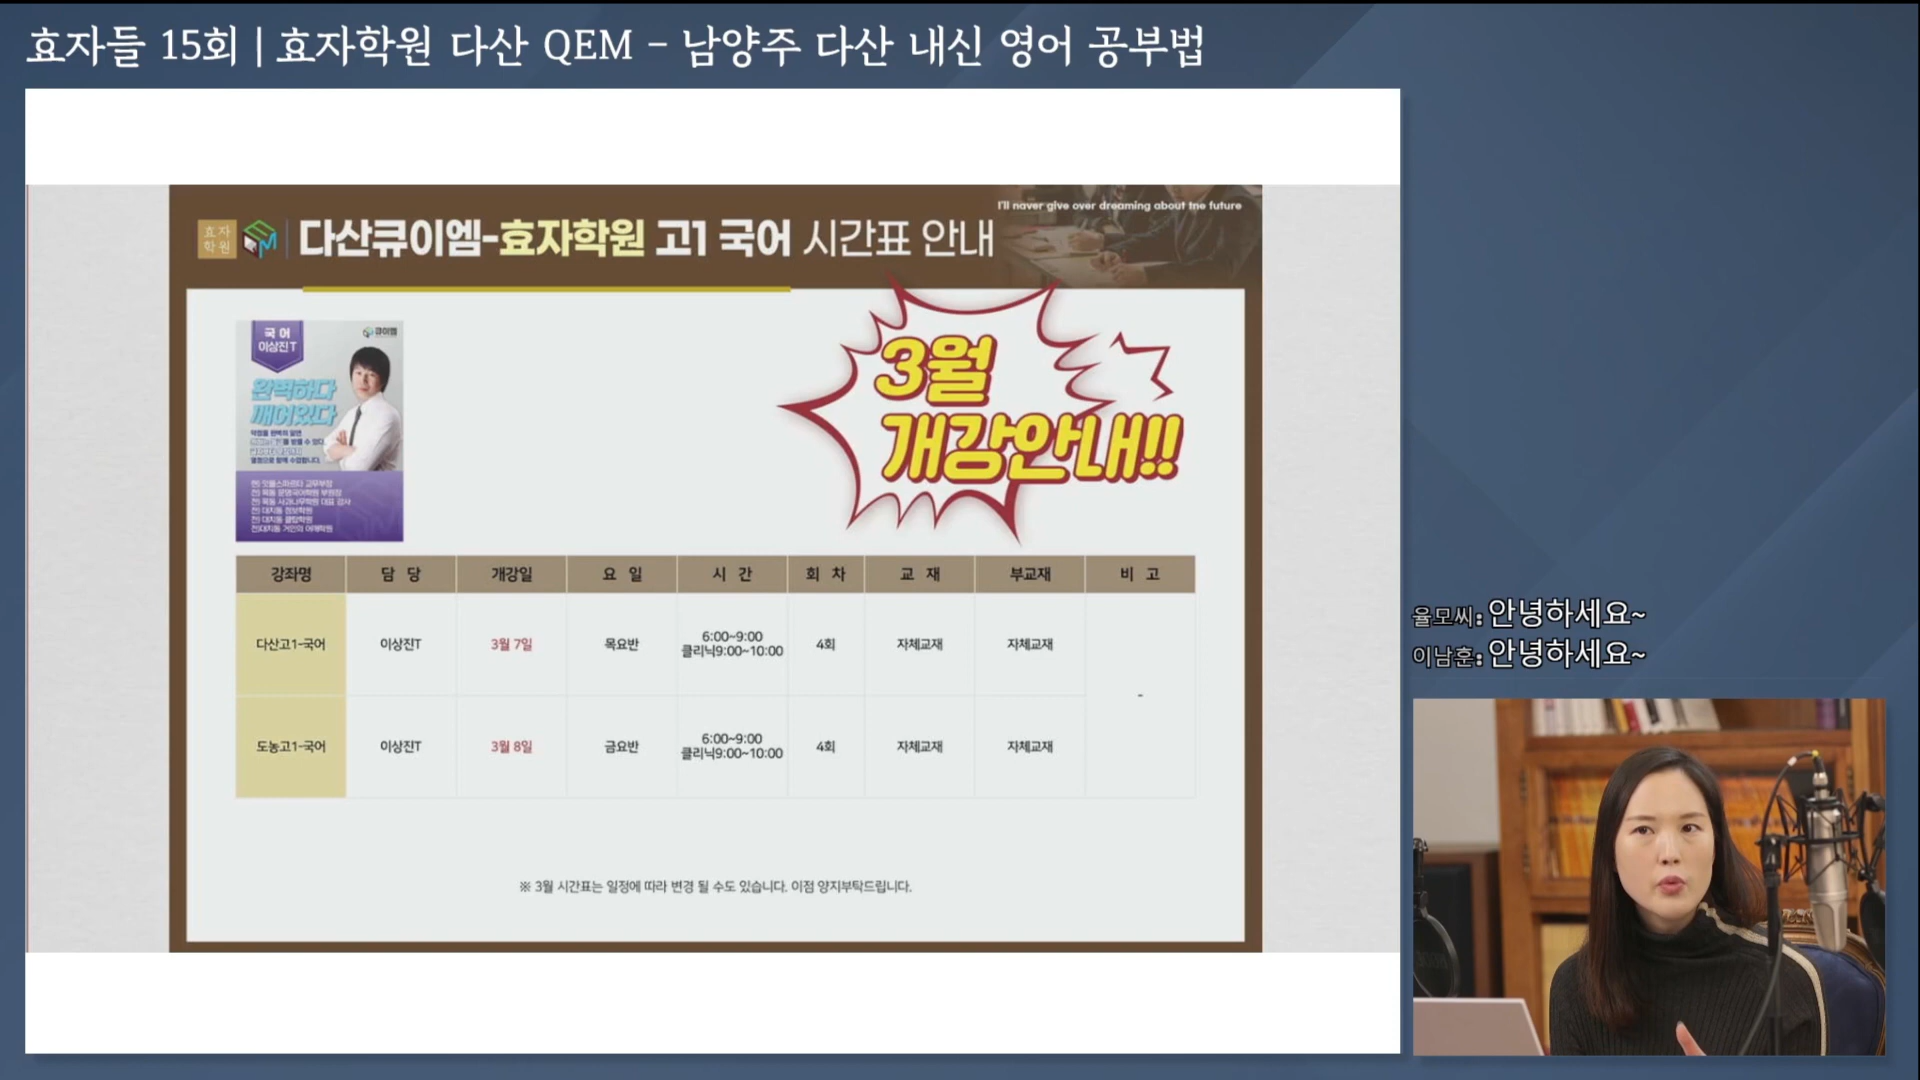 효자들 15회 | 효자학원 다산 QEM - 남양주 다산 내신 영어 공부법
I'll naver give over dreaming about tne future
효자
학원
다산큐이엠-효자학원 고1 국어 시간표 안내
국어
이상진T
큐이엠
완벽하다
깨어있다
3월
개강안내!!
강좌명 담 당 개강일 요 일 시 간 회 차 교 재 부교재 비 고
다산고1-국어 이상진T 3월 7일 목요반 6:00~9:00 클리닉9:00~10:00 4회 자체교재 자체교재 -
도농고1-국어 이상진T 3월 8일 금요반 6:00~9:00 클리닉9:00~10:00 4회 자체교재 자체교재
※ 3월 시간표는 일정에 따라 변경 될 수도 있습니다. 이점 양지부탁드립니다.
율모씨: 안녕하세요~
이남훈: 안녕하세요~